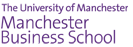 The University of Manchester
Manchester
Business School